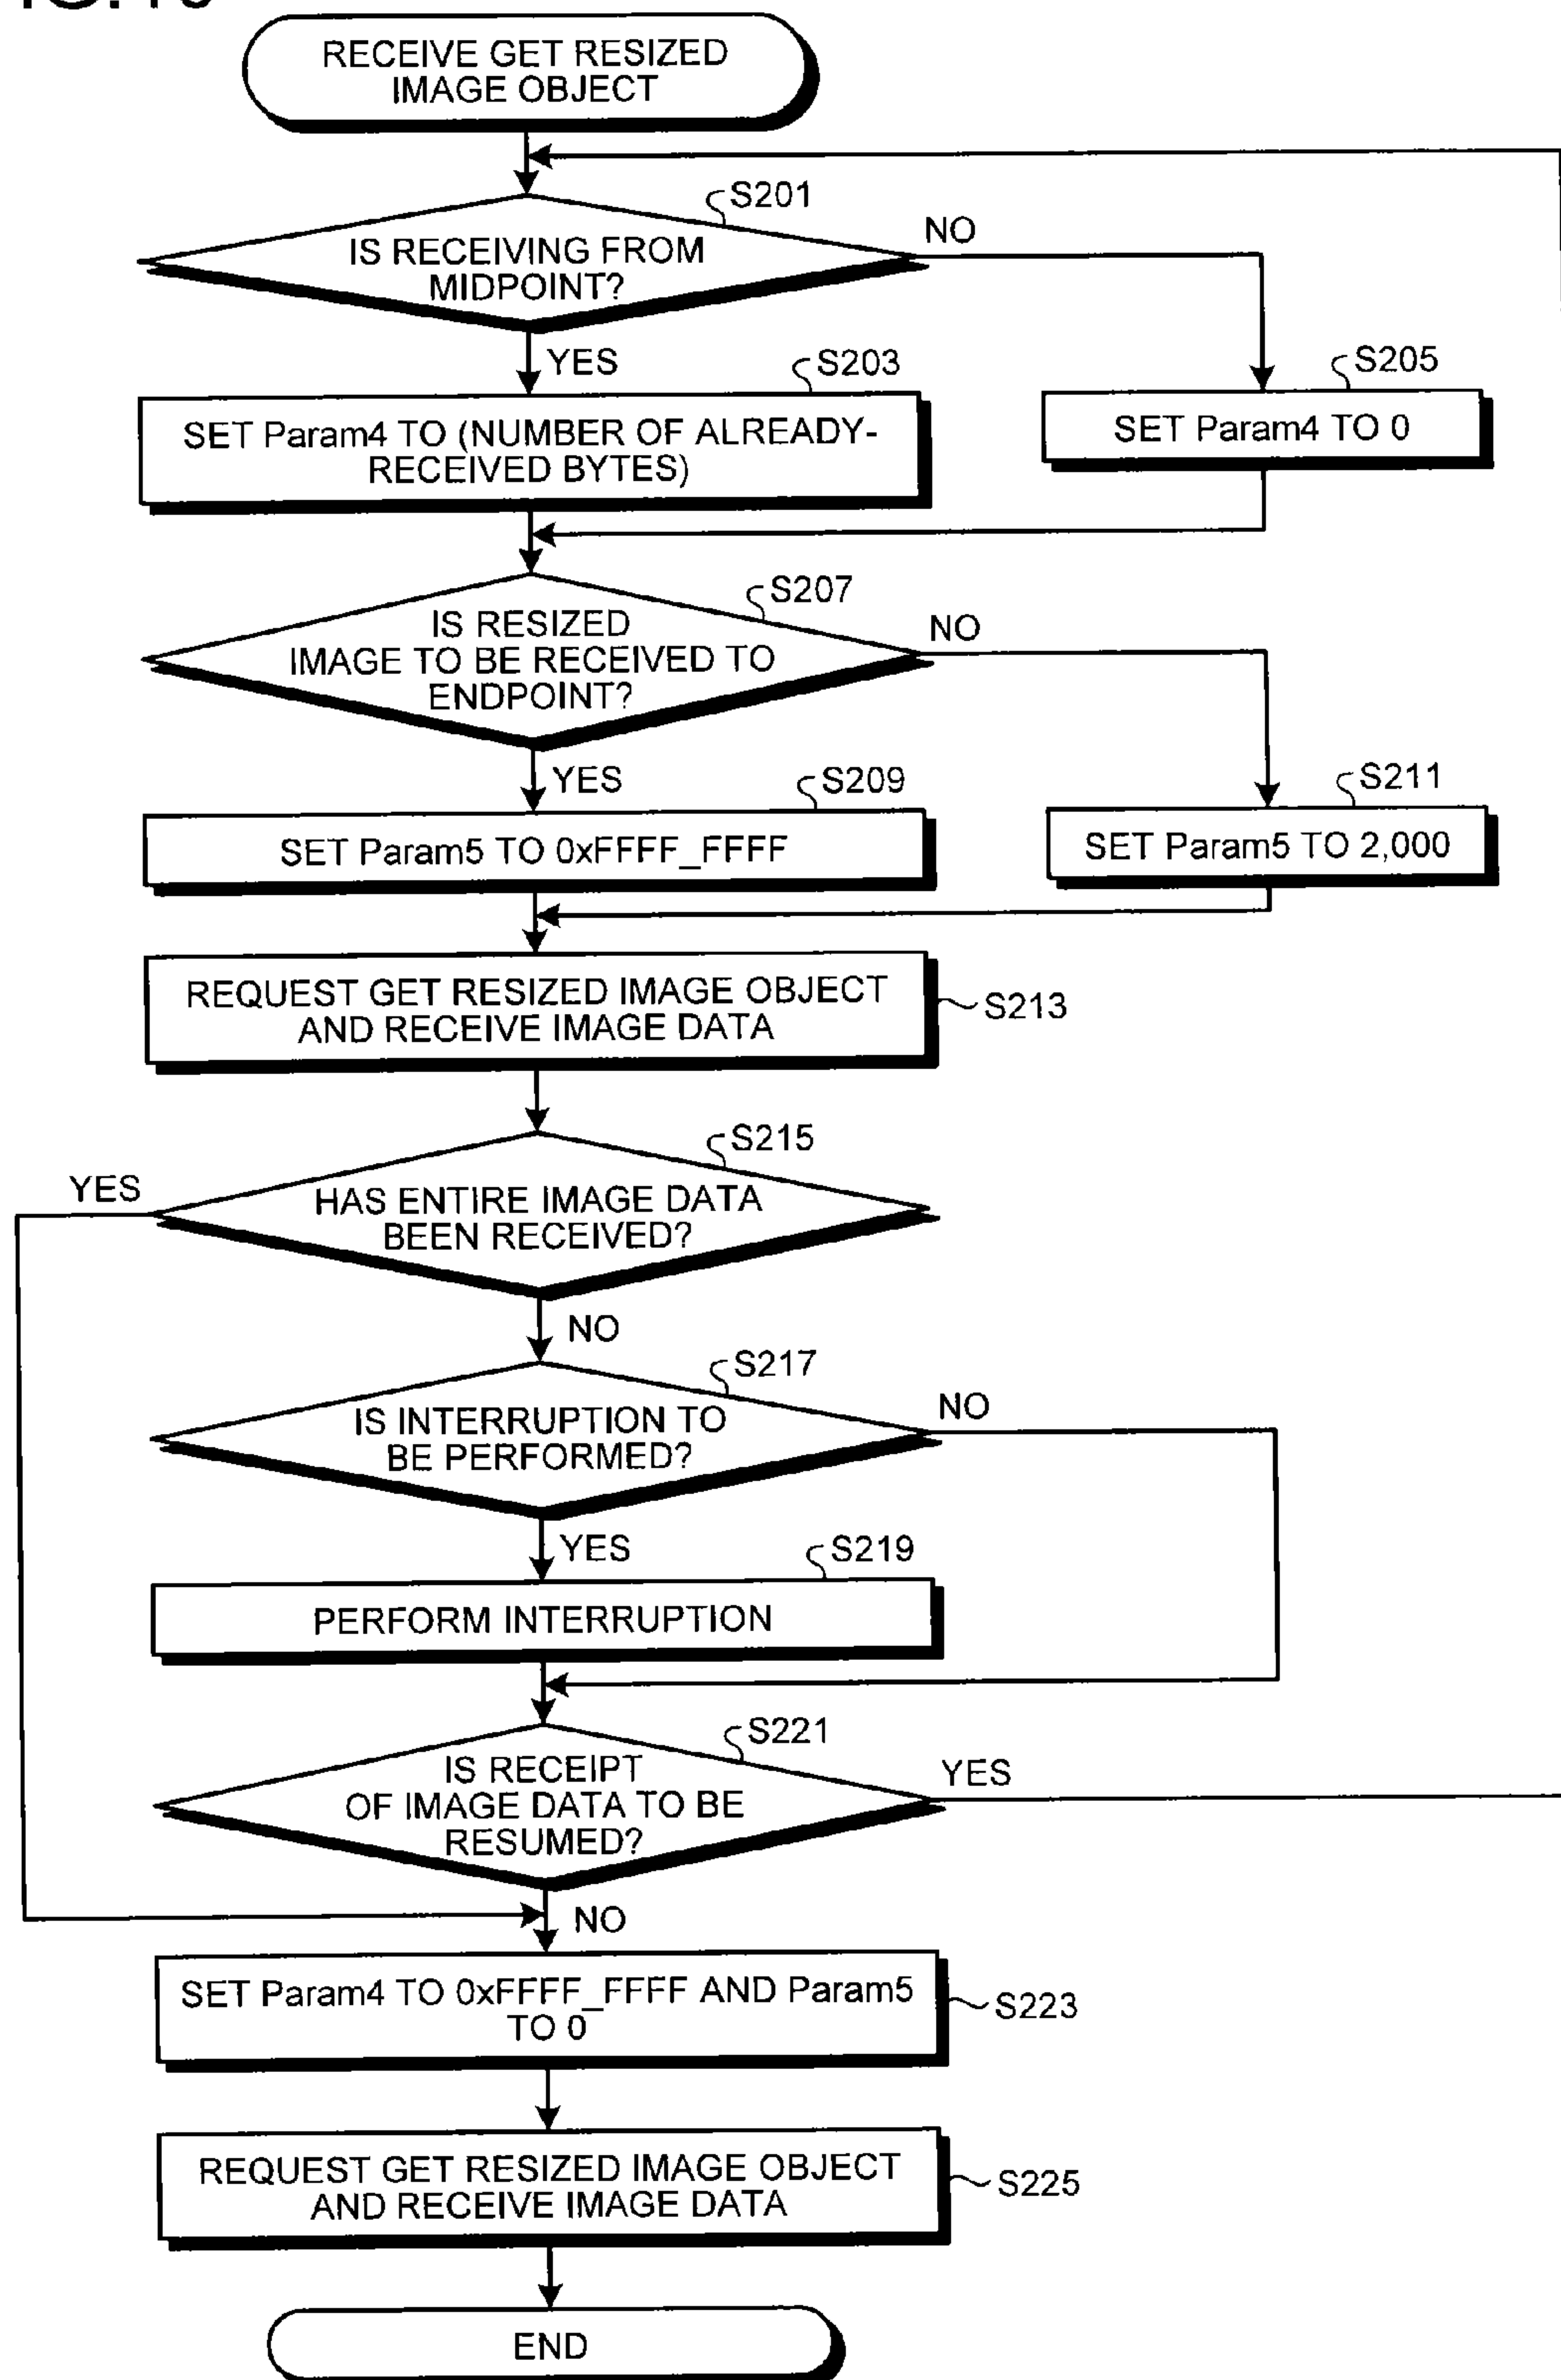 RECEIVE GET RESIZED
IMAGE OBJECT
S201
IS RECEIVING FROM
MIDPOINT?
NO
YES
S203
SET Param4 TO (NUMBER OF ALREADY-
RECEIVED BYTES)
S205
SET Param4 TO 0
S207
IS RESIZED
IMAGE TO BE RECEIVED TO
ENDPOINT?
NO
YES
S209
SET Param5 TO 0xFFFF_FFFF
S211
SET Param5 TO 2,000
REQUEST GET RESIZED IMAGE OBJECT
AND RECEIVE IMAGE DATA
S213
S215
YES
HAS ENTIRE IMAGE DATA
BEEN RECEIVED?
NO
S217
IS INTERRUPTION TO
BE PERFORMED?
NO
YES
S219
PERFORM INTERRUPTION
S221
IS RECEIPT
OF IMAGE DATA TO BE
RESUMED?
YES
NO
SET Param4 TO 0xFFFF_FFFF AND Param5
TO 0
S223
REQUEST GET RESIZED IMAGE OBJECT
AND RECEIVE IMAGE DATA
S225
END